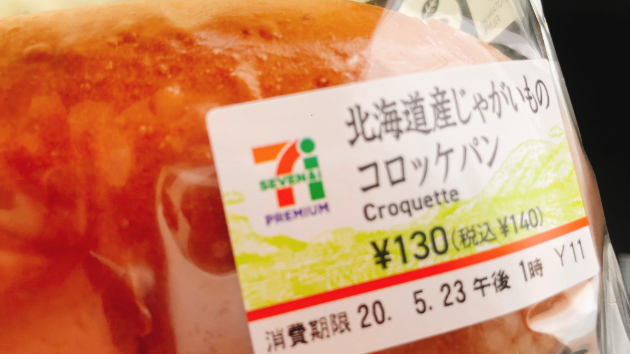 北海道産じゃがいもの
コロッケパン
Croquette
SEVEN&i
PREMIUM
¥130(税込¥140)
消費期限 20. 5.23 午後 1時 Y11